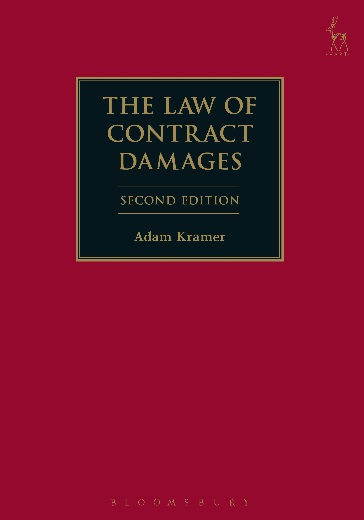 THE LAW OF
CONTRACT
DAMAGES
SECOND EDITION
Adam Kramer
BLOOMSBURY